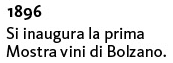 1896
Si inaugura la prima
Mostra vini di Bolzano.